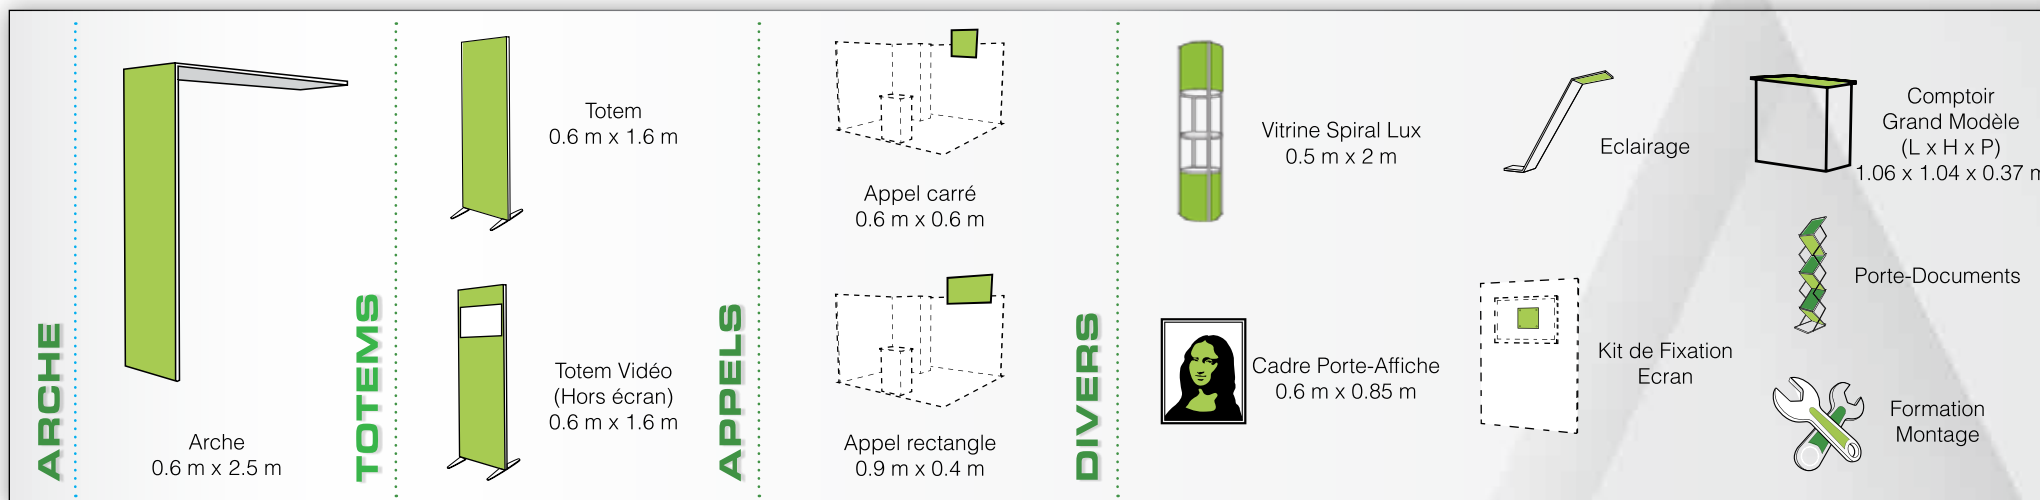 ARCHE
Arche
0.6 m x 2.5 m
TOTEMS
Totem
0.6 m x 1.6 m
Totem Vidéo
(Hors écran)
0.6 m x 1.6 m
APPELS
Appel carré
0.6 m x 0.6 m
Appel rectangle
0.9 m x 0.4 m
DIVERS
Vitrine Spiral Lux
0.5 m x 2 m
Cadre Porte-Affiche
0.6 m x 0.85 m
Eclairage
Kit de Fixation
Ecran
Comptoir
Grand Modèle
(L x H x P)
1.06 x 1.04 x 0.37 m
Porte-Documents
Formation
Montage